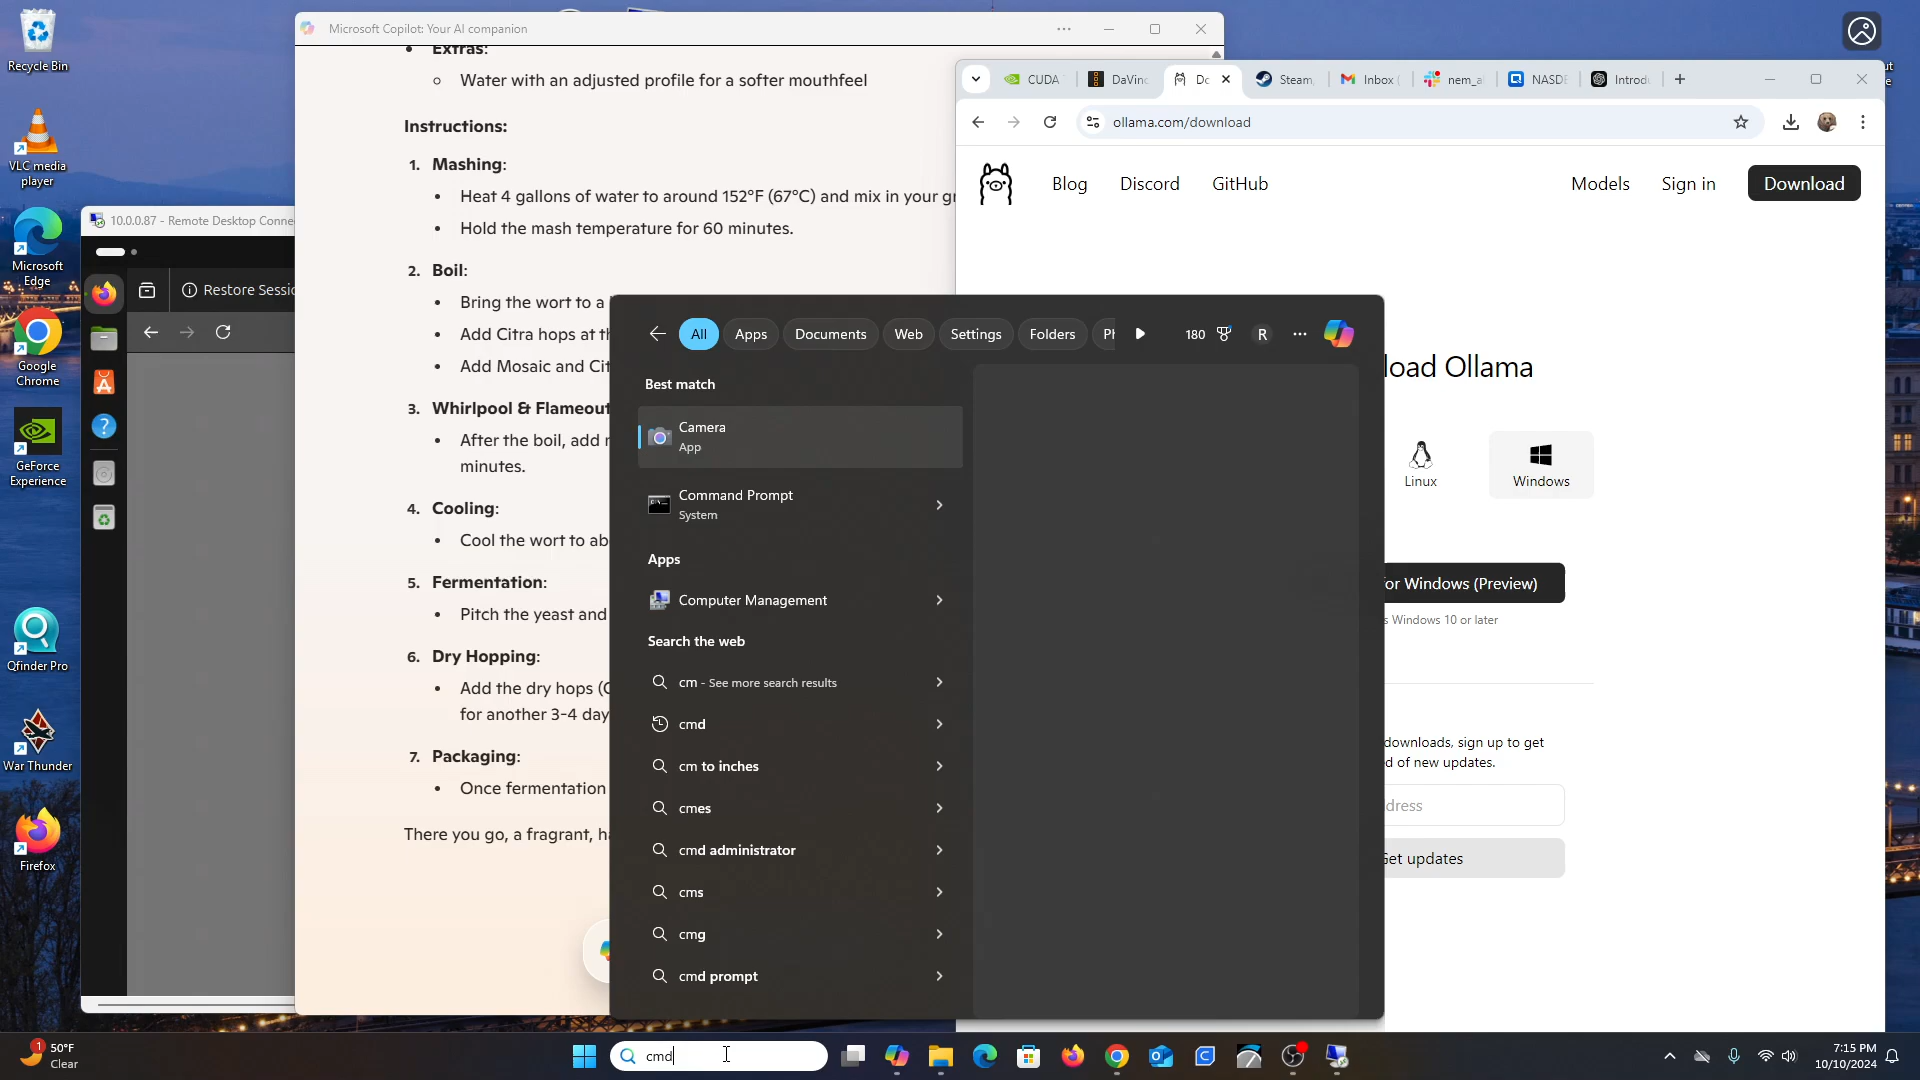 Recycle Bin
VLC media
player
Microsoft
Edge
Google
Chrome
GeForce
Experience
Qfinder Pro
War Thunder
Firefox
10.0.0.87 - Remote Desktop Conne
Restore Sessio
Microsoft Copilot: Your AI companion
Extras:
Water with an adjusted profile for a softer mouthfeel
Instructions:
1. Mashing:
Heat 4 gallons of water to around 152°F (67°C) and mix in your gr
Hold the mash temperature for 60 minutes.
2. Boil:
Bring the wort to a
Add Citra hops at th
Add Mosaic and Cit
3. Whirlpool & Flameout
After the boil, add
minutes.
4. Cooling:
Cool the wort to ab
5. Fermentation:
Pitch the yeast and
6. Dry Hopping:
Add the dry hops (C
for another 3-4 day
7. Packaging:
Once fermentation
There you go, a fragrant, ha
CUDA
DaVinc
Do
Steam,
Inbox (
nem_a
NASDE
Introdu
ollama.com/download
Blog
Discord
GitHub
Models
Sign in
Download
load Ollama
Linux
Windows
or Windows (Preview)
s Windows 10 or later
downloads, sign up to get
d of new updates.
dress
Get updates
All
Apps
Documents
Web
Settings
Folders
Ph
180
R
Best match
Camera
App
Command Prompt
System
Apps
Computer Management
Search the web
cm - See more search results
cmd
cm to inches
cmes
cmd administrator
cms
cmg
cmd prompt
1
50°F
Clear
cmd
7:15 PM
10/10/2024